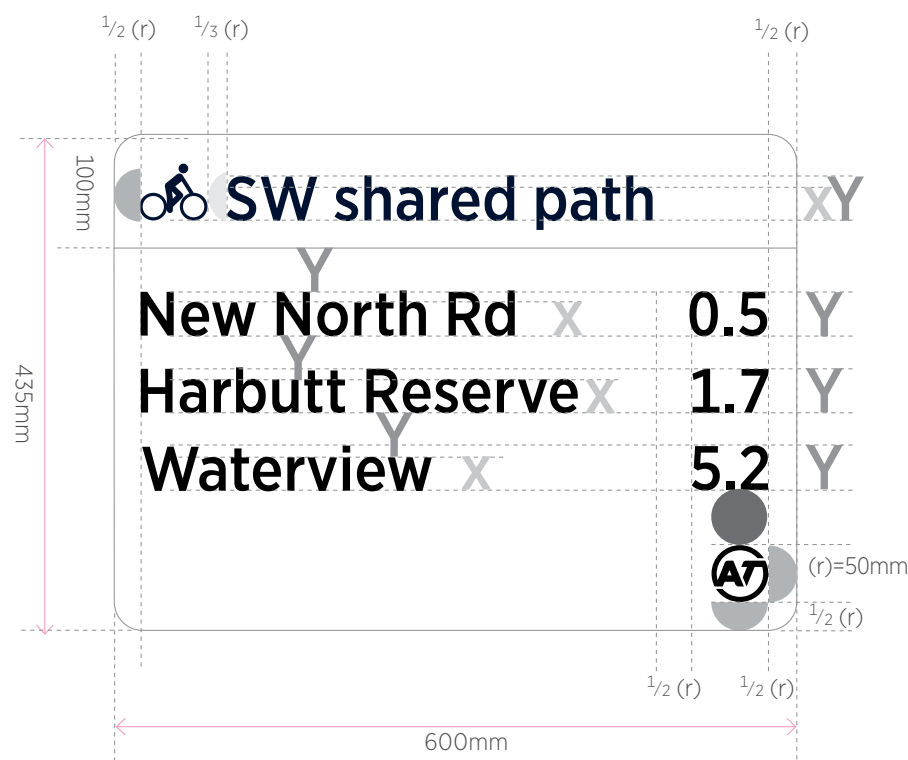 1/2 (r) 1/3 (r) 1/2 (r)
100mm
SW shared path xY
Y
New North Rd x 0.5 Y
Y
Harbutt Reserve x 1.7 Y
435mm
Y
Waterview x 5.2 Y
AT (r)=50mm
1/2 (r)
1/2 (r) 1/2 (r)
600mm